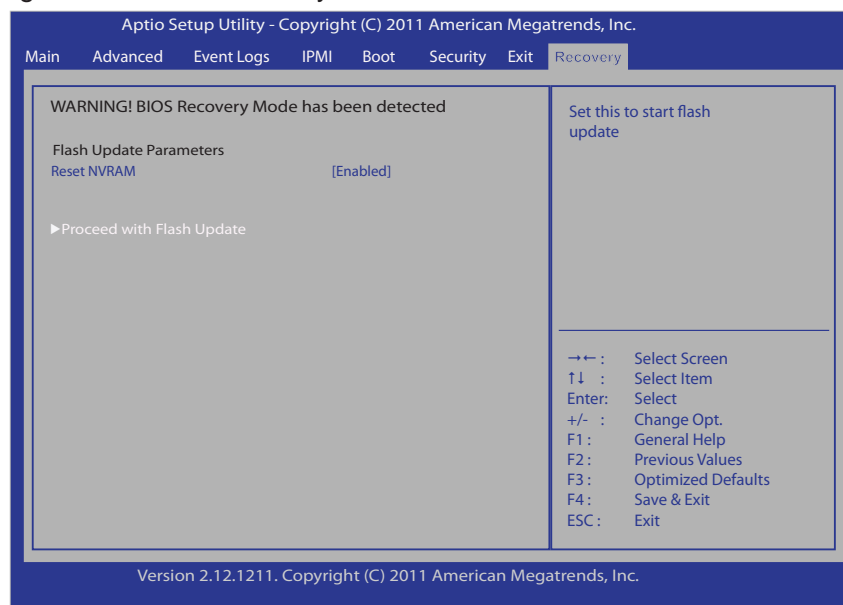 Aptio Setup Utility - Copyright (C) 2011 American Megatrends, Inc.
Main Advanced Event Logs IPMI Boot Security Exit Recovery
WARNING! BIOS Recovery Mode has been detected
Flash Update Parameters
Reset NVRAM [Enabled]
▶Proceed with Flash Update
Set this to start flash
update
→← : Select Screen
↑↓ : Select Item
Enter: Select
+/- : Change Opt.
F1 : General Help
F2 : Previous Values
F3 : Optimized Defaults
F4 : Save & Exit
ESC : Exit
Version 2.12.1211. Copyright (C) 2011 American Megatrends, Inc.